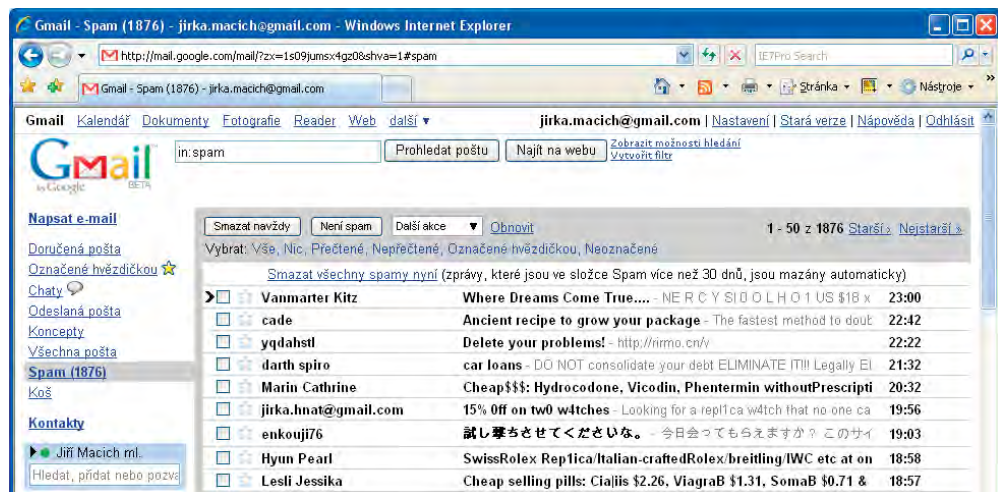 Gmail - Spam (1876) - jirka.macich@gmail.com - Windows Internet Explorer
http://mail.google.com/mail/?zx=1s09jumsx4gz0&shva=1#spam IE7Pro Search
Gmail - Spam (1876) - jirka.macich@gmail.com Stránka Nástroje »
Gmail Kalendář Dokumenty Fotografie Reader Web další ▾ jirka.macich@gmail.com | Nastavení | Stará verze | Nápověda | Odhlásit
Gmail by Google BETA
in:spam Prohledat poštu Najít na webu Zobrazit možnosti hledání
Vytvořit filtr
Napsat e-mail
Doručená pošta
Označené hvězdičkou
Chaty
Odeslaná pošta
Koncepty
Všechna pošta
Spam (1876)
Koš
Kontakty
Jiří Macich ml.
Hledat, přidat nebo pozva
Smazat navždy Není spam Další akce Obnovit 1 - 50 z 1876 Starší › Nejstarší »
Vybrat: Vše, Nic, Přečtené, Nepřečtené, Označené hvězdičkou, Neoznačené
Smazat všechny spamy nyní (zprávy, které jsou ve složce Spam více než 30 dnů, jsou mazány automaticky)
Vanmarter Kitz Where Dreams Come True.... - N E R C Y S I D O L H O 1 US $18 x 23:00
cade Ancient recipe to grow your package - The fastest method to doub 22:42
yqdahstl Delete your problems! - http://rirmo.cn/v 22:22
darth spiro car loans - DO NOT consolidate your debt ELIMINATE IT!!! Legally El 21:32
Marin Cathrine Cheap$$$: Hydrocodone, Vicodin, Phentermin withoutPrescripti 20:32
jirka.hnat@gmail.com 15% 0ff on tw0 w4tches - Looking for a repl1ca w4tch that no one ca 19:56
enkouji76 試し撃ちさせてくださいな。 - 今日会ってもらえますか? このサイ 19:03
Hyun Pearl SwissRolex Rep1ica/Italian-craftedRolex/breitling/IWC etc at on 18:58
Lesli Jessika Cheap selling pills: Cia|iis $2.26, ViagraB $1.31, SomaB $0.71 & 18:57